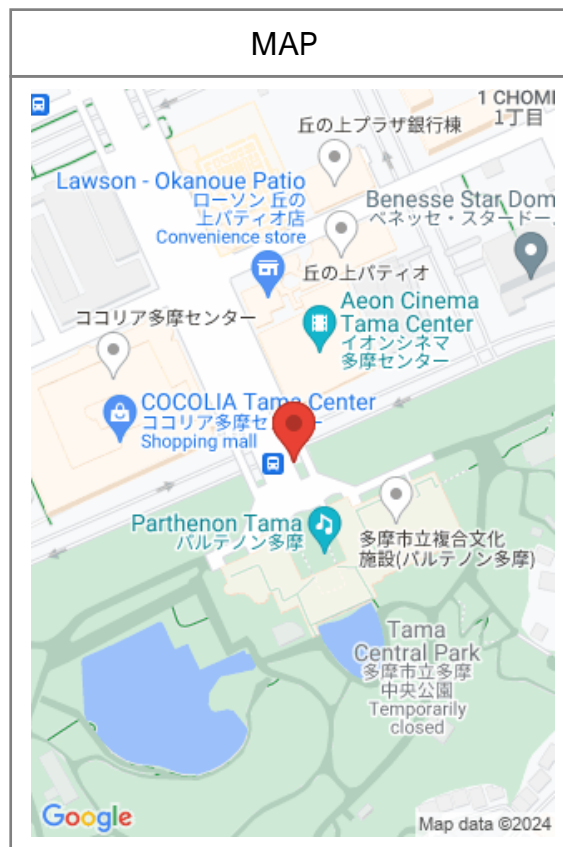 MAP
1 CHOM
1丁目
丘の上プラザ銀行棟
Lawson - Okanoue Patio
ローソン 丘の
上パティオ店
Convenience store
Benesse Star Dom
ベネッセ・スタードー
丘の上パティオ
Aeon Cinema
Tama Center
イオンシネマ
多摩センター
ココリア多摩センター
COCOLIA Tama Center
ココリア多摩セ
Shopping mall
Parthenon Tama
パルテノン多摩
多摩市立複合文化
施設(パルテノン多摩)
Tama
Central Park
多摩市立多摩
中央公園
Temporarily
closed
Google
Map data ©2024